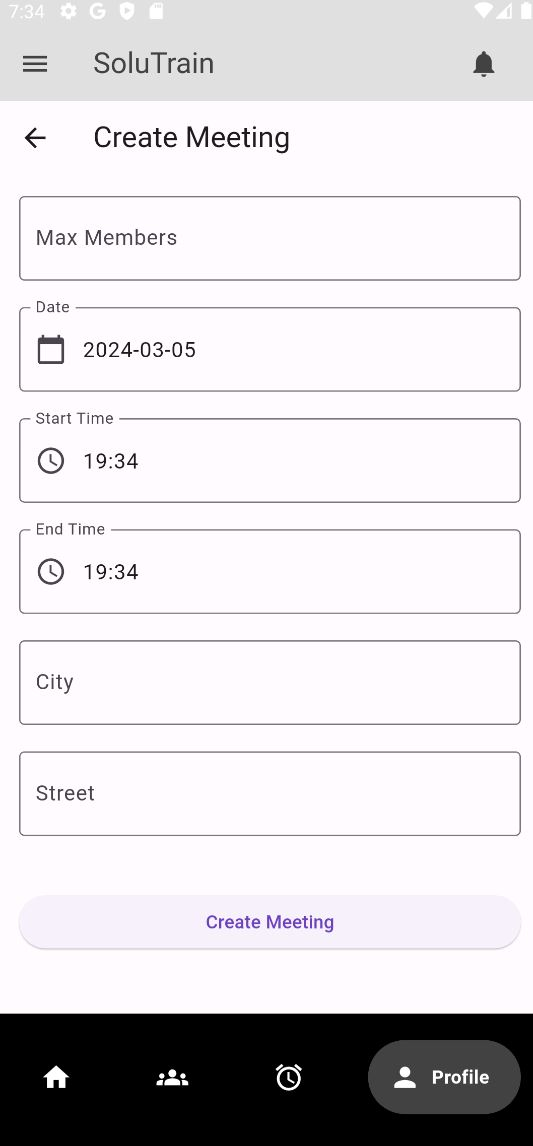 7:34
SoluTrain
Create Meeting
Max Members
Date
2024-03-05
Start Time
19:34
End Time
19:34
City
Street
Create Meeting
Profile